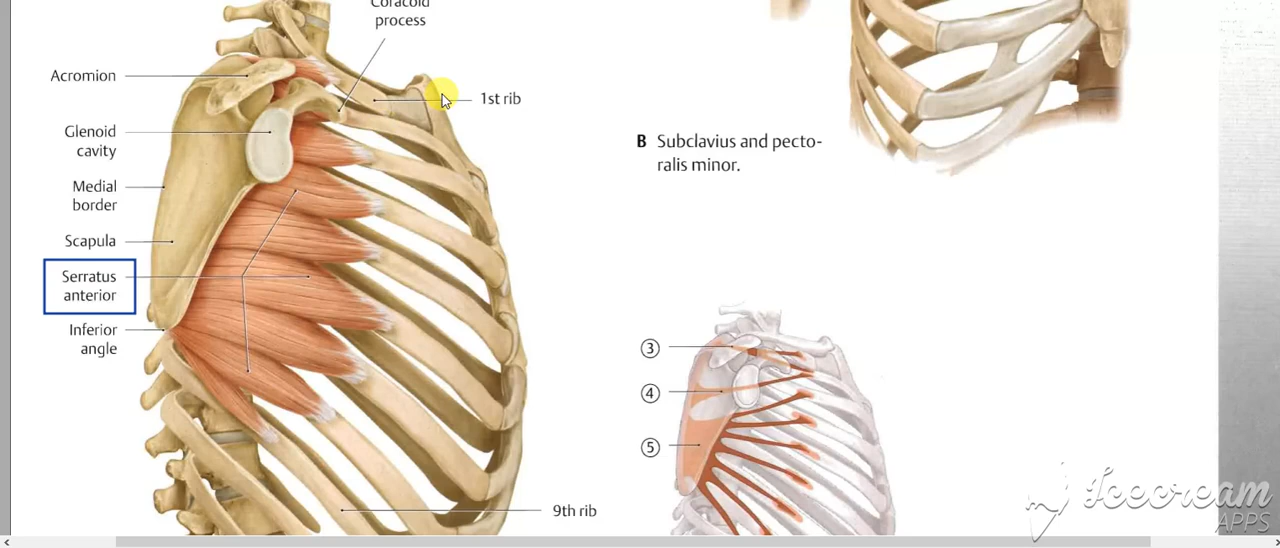 Coracoid
process
Acromion
1st rib
Glenoid
cavity
Medial
border
Scapula
Serratus
anterior
Inferior
angle
9th rib
B Subclavius and pecto-
ralis minor.
③
④
⑤
Icecream
APPS